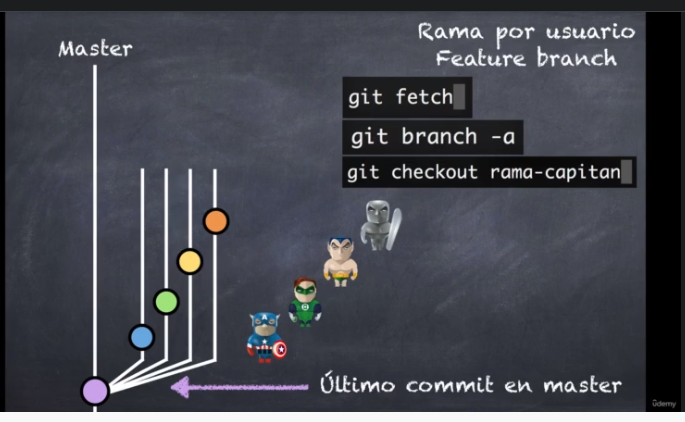 Master
Rama por usuario
Feature branch
git fetch
git branch -a
git checkout rama-capitan
Último commit en master
ûdemy